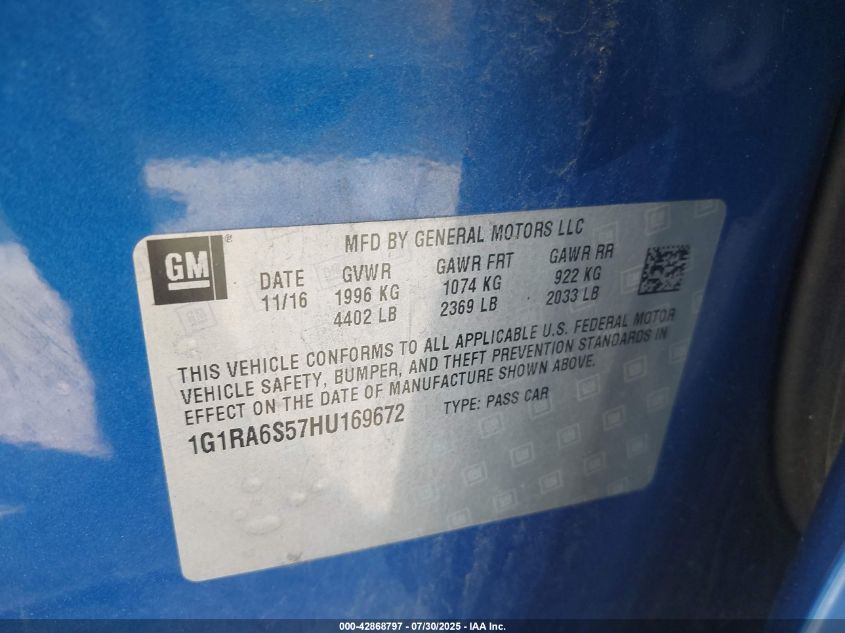 GM ®
MFD BY GENERAL MOTORS LLC
DATE GVWR GAWR FRT GAWR RR
11/16 1996 KG 1074 KG 922 KG
4402 LB 2369 LB 2033 LB
THIS VEHICLE CONFORMS TO ALL APPLICABLE U.S. FEDERAL MOTOR
VEHICLE SAFETY, BUMPER, AND THEFT PREVENTION STANDARDS IN
EFFECT ON THE DATE OF MANUFACTURE SHOWN ABOVE.
1G1RA6S57HU169672 TYPE: PASS CAR
000-42868797 - 07/30/2025 - IAA Inc.